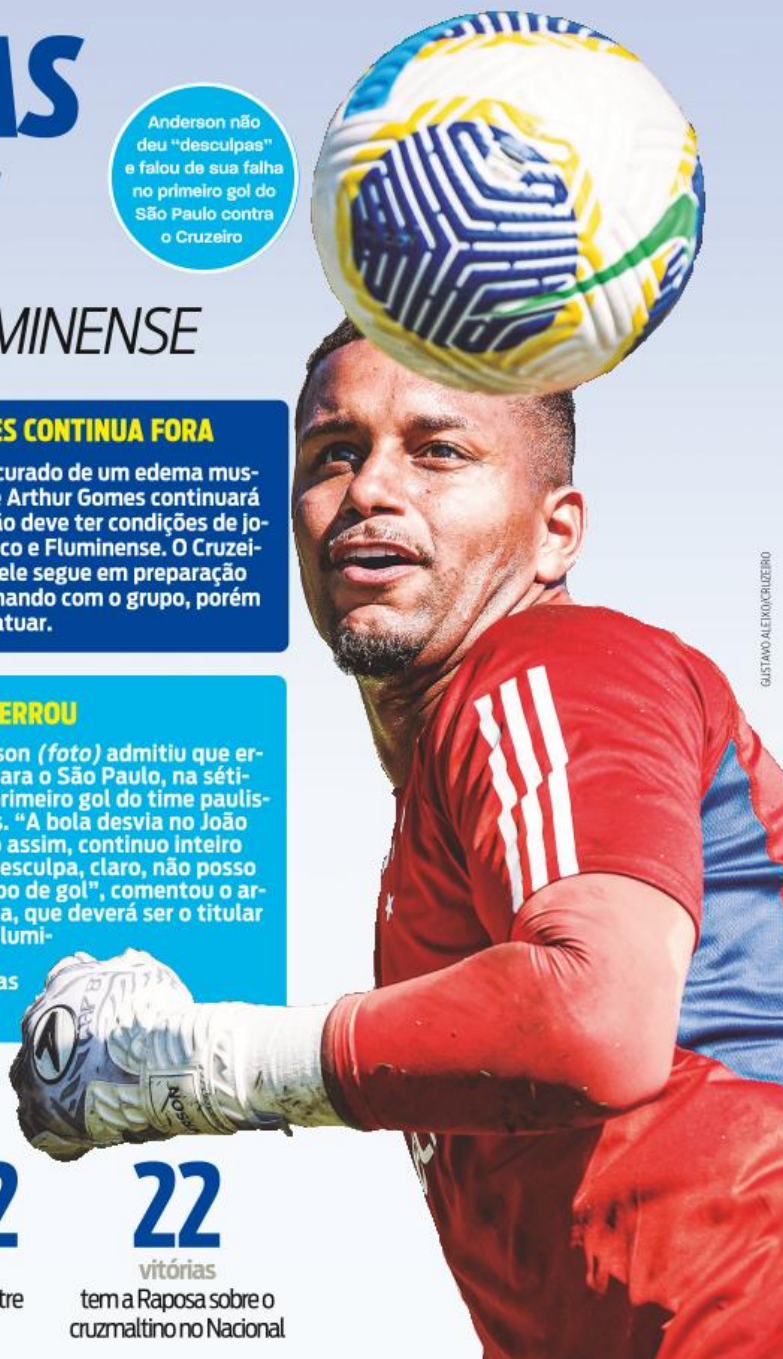 AS
Anderson não
deu “desculpas”
e falou de sua falha
no primeiro gol do
São Paulo contra
o Cruzeiro
MINENSE
ES CONTINUA FORA
curado de um edema mus-
e Arthur Gomes continuará
ão deve ter condições de jo-
co e Fluminense. O Cruzei-
ele segue em preparação
nando com o grupo, porém
atuar.
ERROU
son (foto) admitiu que er-
ara o São Paulo, na séti-
rimeiro gol do time paulis-
s. “A bola desvia no João
o assim, continuo inteiro
esculpa, claro, não posso
po de gol”, comentou o ar-
a, que deverá ser o titular
lumi-
as
GUSTAVO ALEIXO/CRUZEIRO
2
tre
22
vitórias
tem a Raposa sobre o
cruzmaltino no Nacional